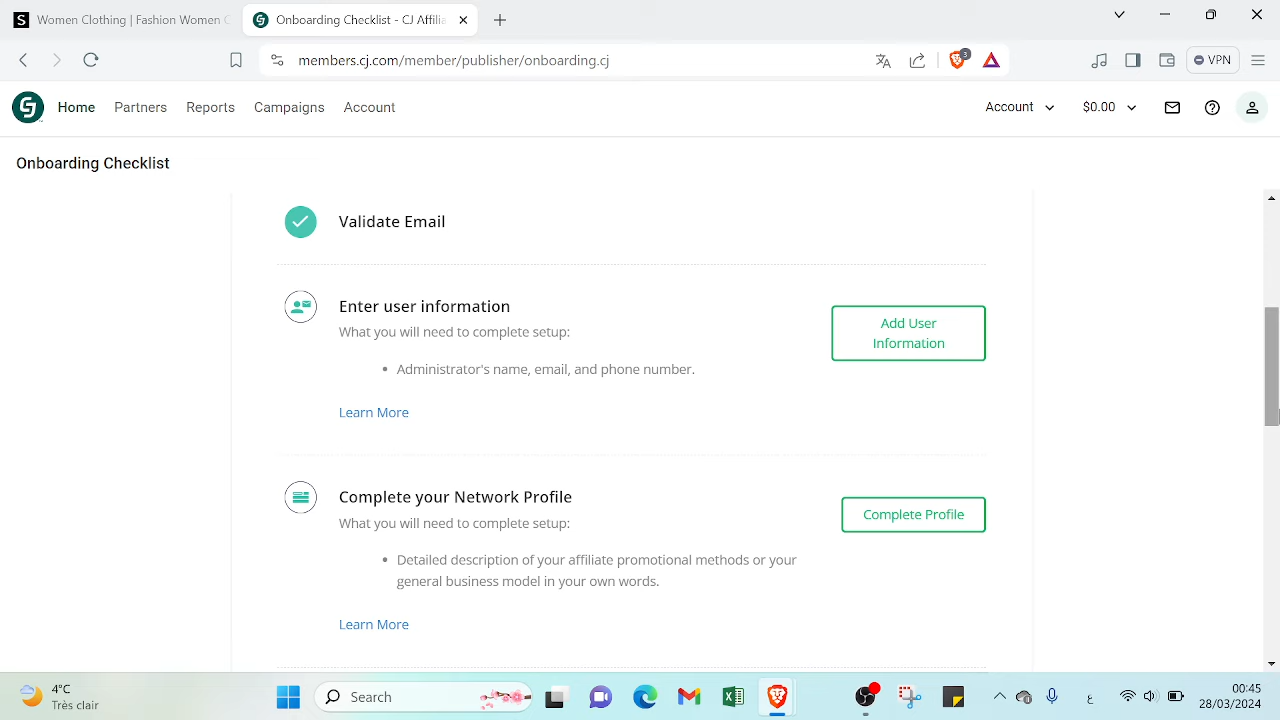 Women Clothing | Fashion Women C
Onboarding Checklist - CJ Affilia
members.cj.com/member/publisher/onboarding.cj
3
VPN
Home
Partners
Reports
Campaigns
Account
Account
$0.00
Onboarding Checklist
Validate Email
Enter user information
What you will need to complete setup:
Add User
Information
• Administrator's name, email, and phone number.
Learn More
Complete your Network Profile
What you will need to complete setup:
Complete Profile
• Detailed description of your affiliate promotional methods or your
general business model in your own words.
Learn More
4°C
Très clair
Search
ع
00:45
28/03/2024